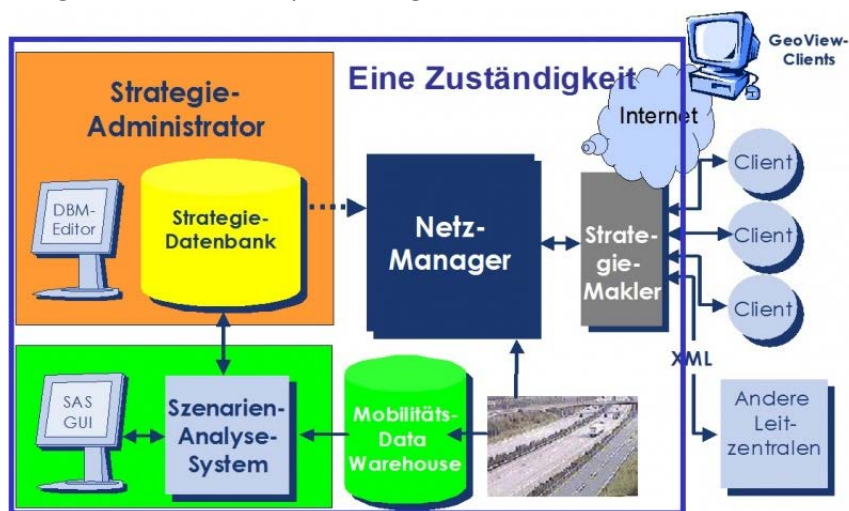 GeoView-
Clients
Eine Zuständigkeit
Strategie-
Administrator
Internet
Client
DBM-
Editor
Strategie-
Datenbank
Netz-
Manager
Strate-
gie-
Makler
Client
Client
XML
SAS
GUI
Szenarien-
Analyse-
System
Mobilitäts-
Data
Warehouse
Andere
Leit-
zentralen